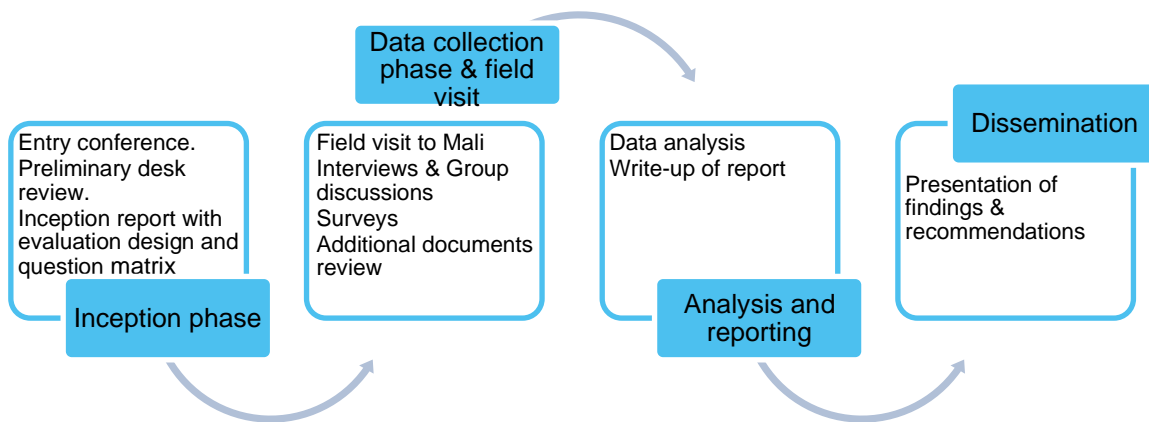 Entry conference.
Preliminary desk
review.
Inception report with
evaluation design and
question matrix
Inception phase
Data collection
phase & field
visit
Field visit to Mali
Interviews & Group
discussions
Surveys
Additional documents
review
Data analysis
Write-up of report
Analysis and
reporting
Dissemination
Presentation of
findings &
recommendations